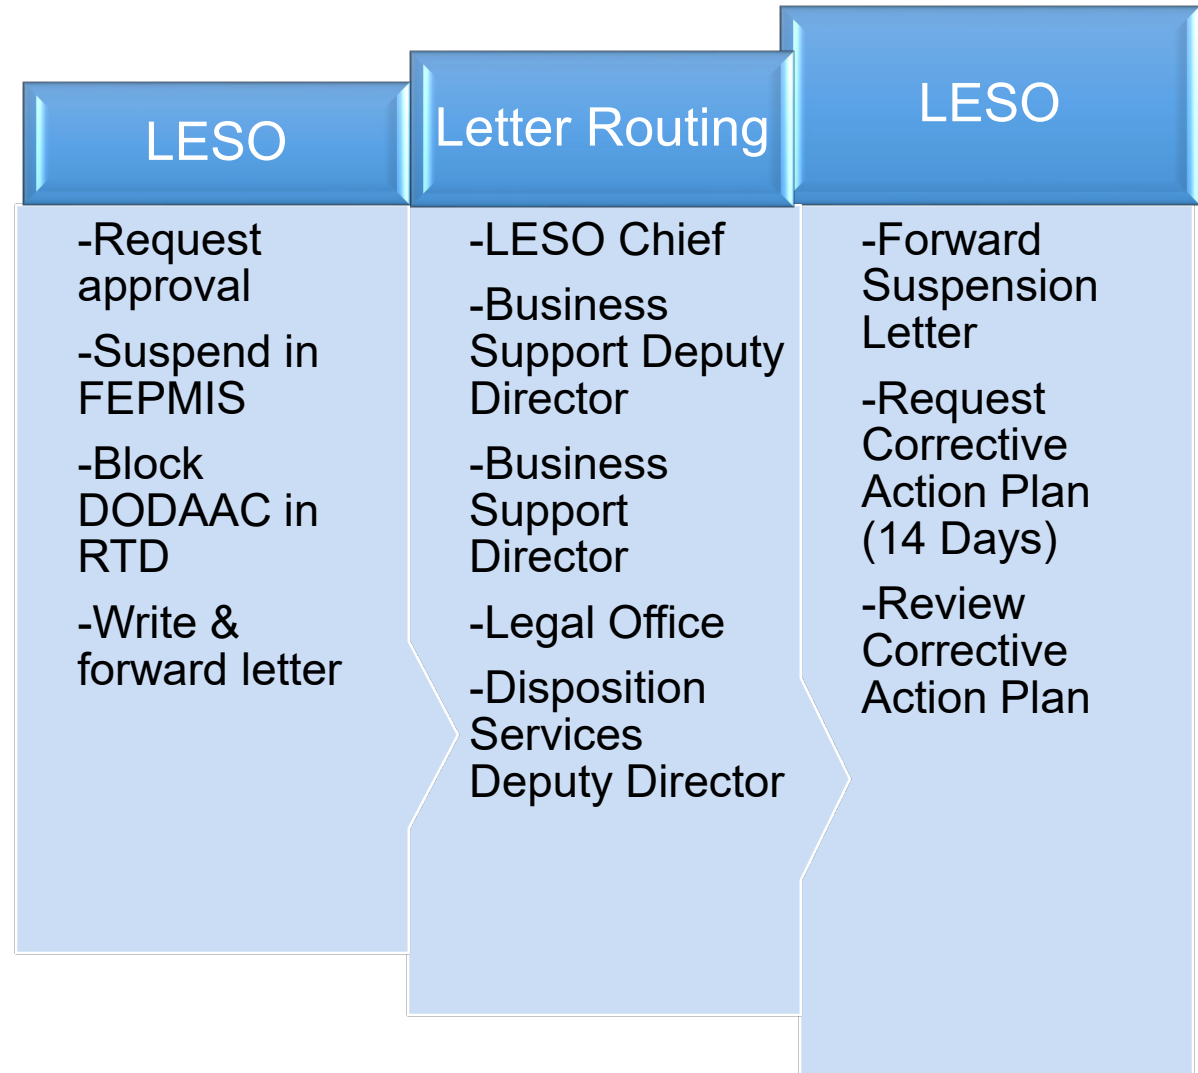 LESO
-Request
approval
-Suspend in
FEPMIS
-Block
DODAAC in
RTD
-Write &
forward letter
Letter Routing
-LESO Chief
-Business
Support Deputy
Director
-Business
Support
Director
-Legal Office
-Disposition
Services
Deputy Director
LESO
-Forward
Suspension
Letter
-Request
Corrective
Action Plan
(14 Days)
-Review
Corrective
Action Plan